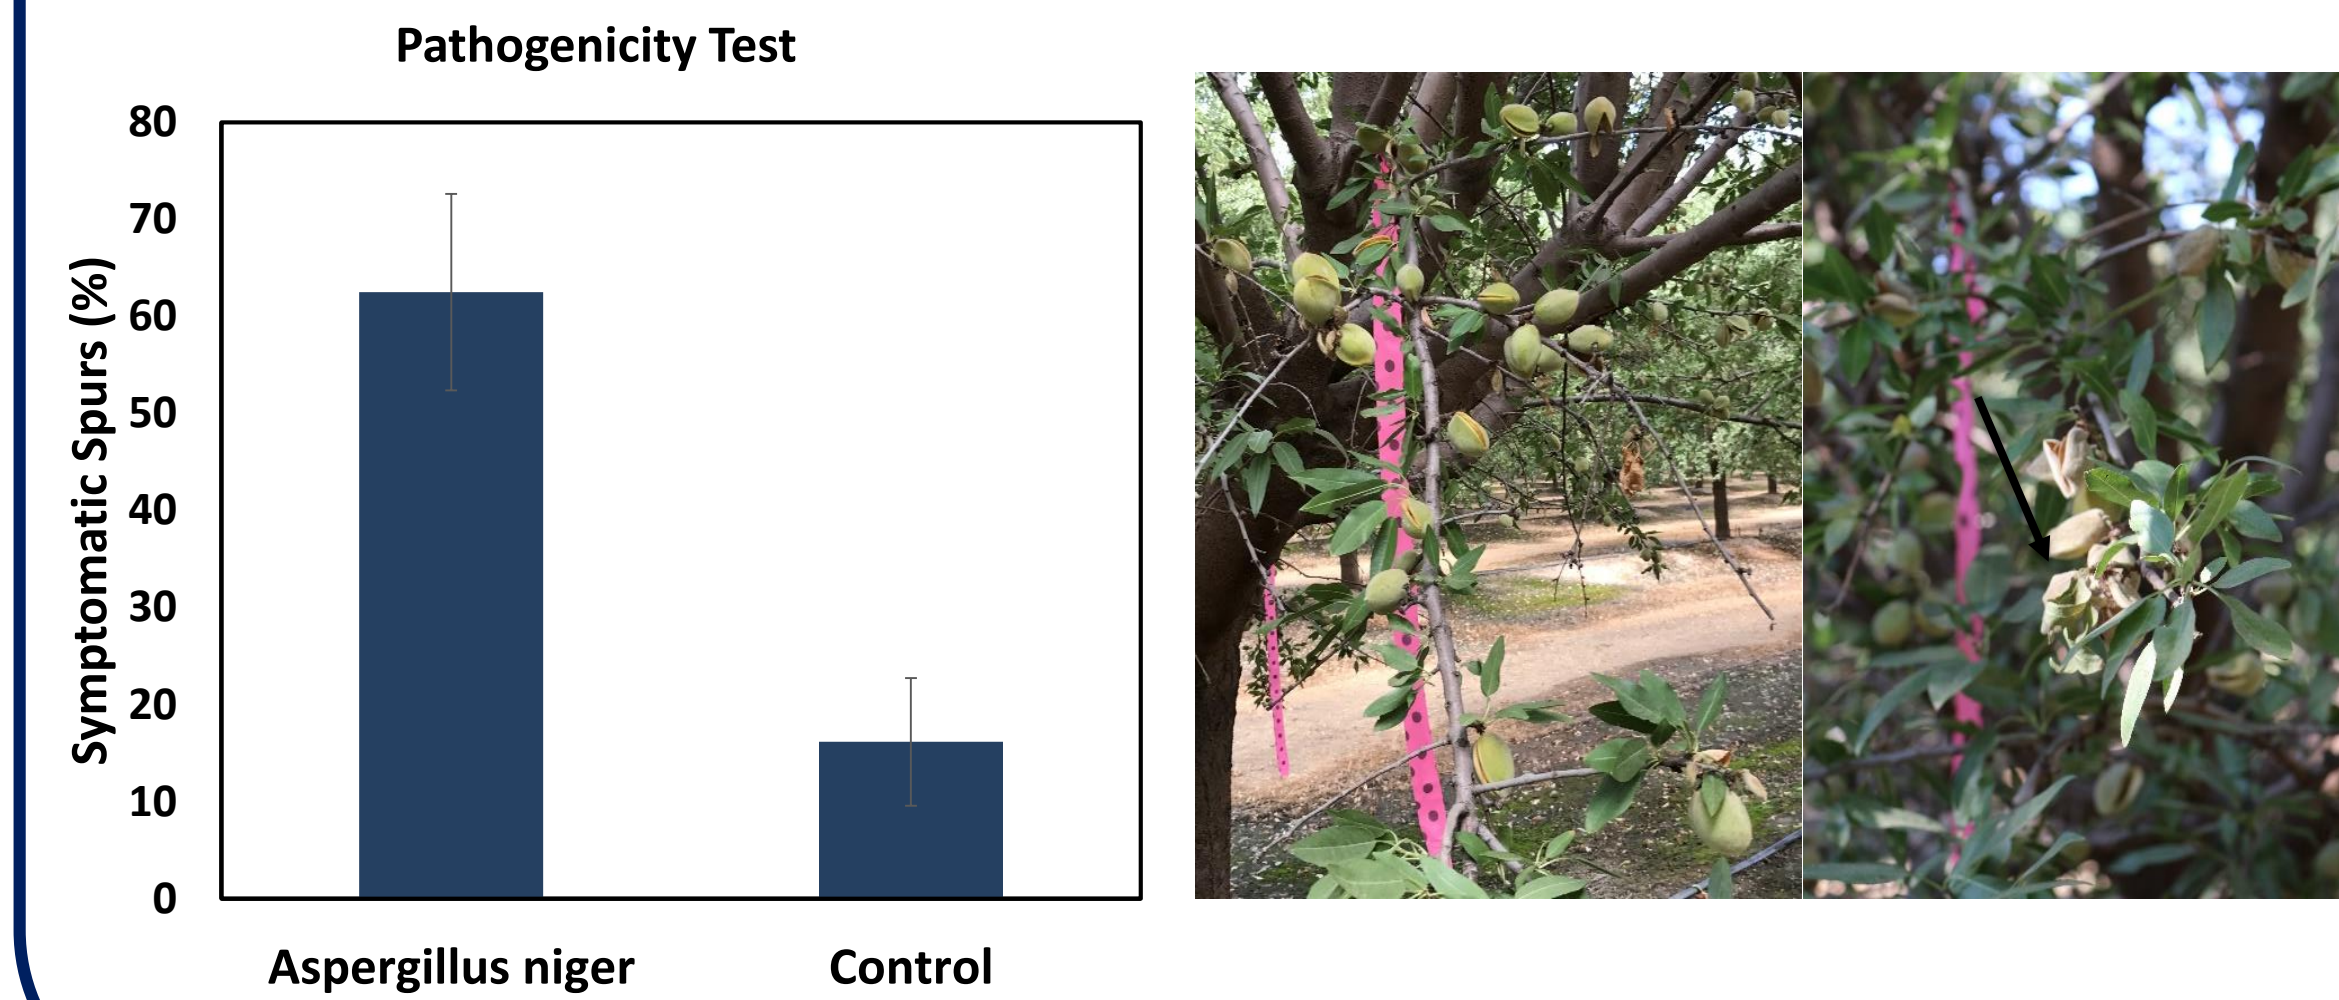 Pathogenicity Test
80
70
60
50
40
30
20
10
0
Symptomatic Spurs (%)
Aspergillus niger
Control